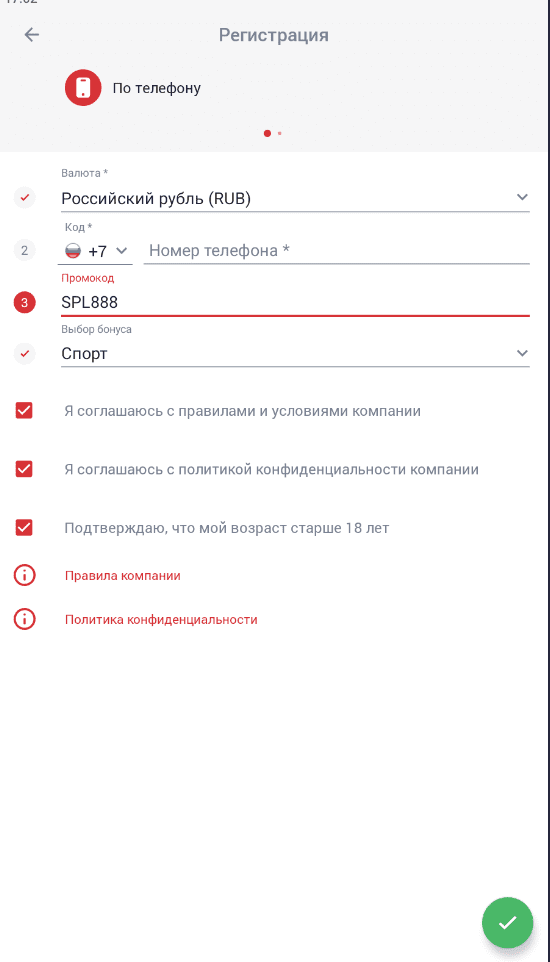 Регистрация
По телефону
Валюта *
Российский рубль (RUB)
Код *
2 +7 Номер телефона *
Промокод
3 SPL888
Выбор бонуса
Спорт
Я соглашаюсь с правилами и условиями компании
Я соглашаюсь с политикой конфиденциальности компании
Подтверждаю, что мой возраст старше 18 лет
Правила компании
Политика конфиденциальности